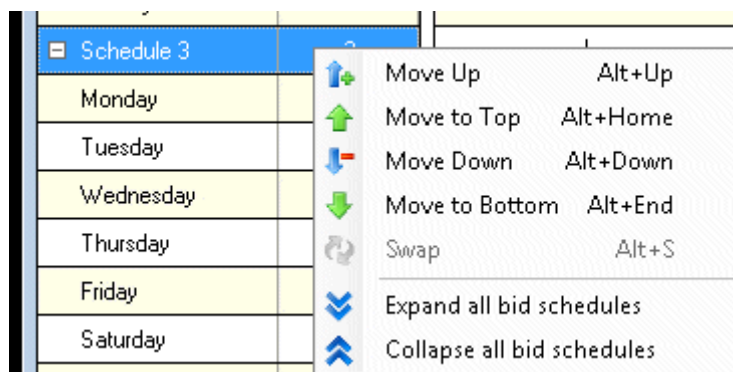 Schedule 3
Monday
Tuesday
Wednesday
Thursday
Friday
Saturday
Move Up Alt+Up
Move to Top Alt+Home
Move Down Alt+Down
Move to Bottom Alt+End
Swap Alt+S
Expand all bid schedules
Collapse all bid schedules